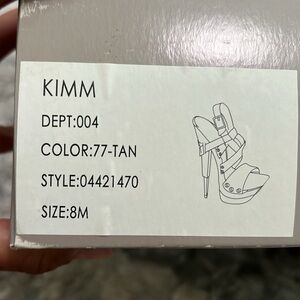 KIMM
DEPT:004
COLOR:77-TAN
STYLE:04421470
SIZE:8M